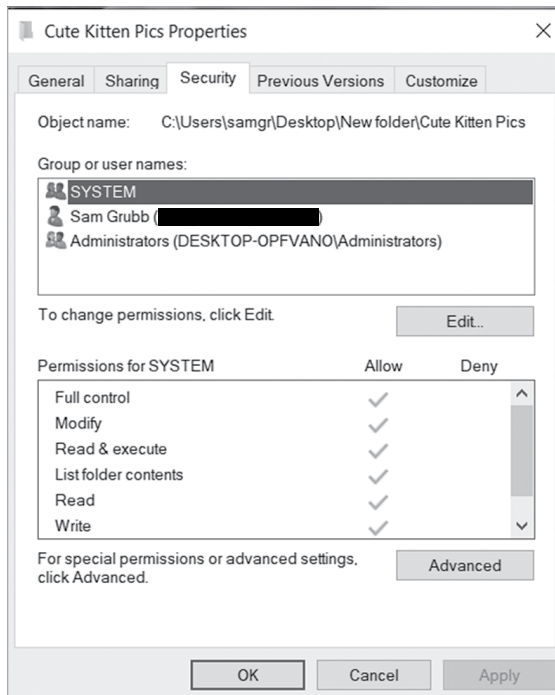 Cute Kitten Pics Properties
General Sharing Security Previous Versions Customize
Object name: C:\Users\samgr\Desktop\New folder\Cute Kitten Pics
Group or user names:
SYSTEM
Sam Grubb ( )
Administrators (DESKTOP-OPFVANO\Administrators)
To change permissions, click Edit.
Edit...
Permissions for SYSTEM Allow Deny
Full control
Modify
Read & execute
List folder contents
Read
Write
For special permissions or advanced settings,
click Advanced.
Advanced
OK Cancel Apply